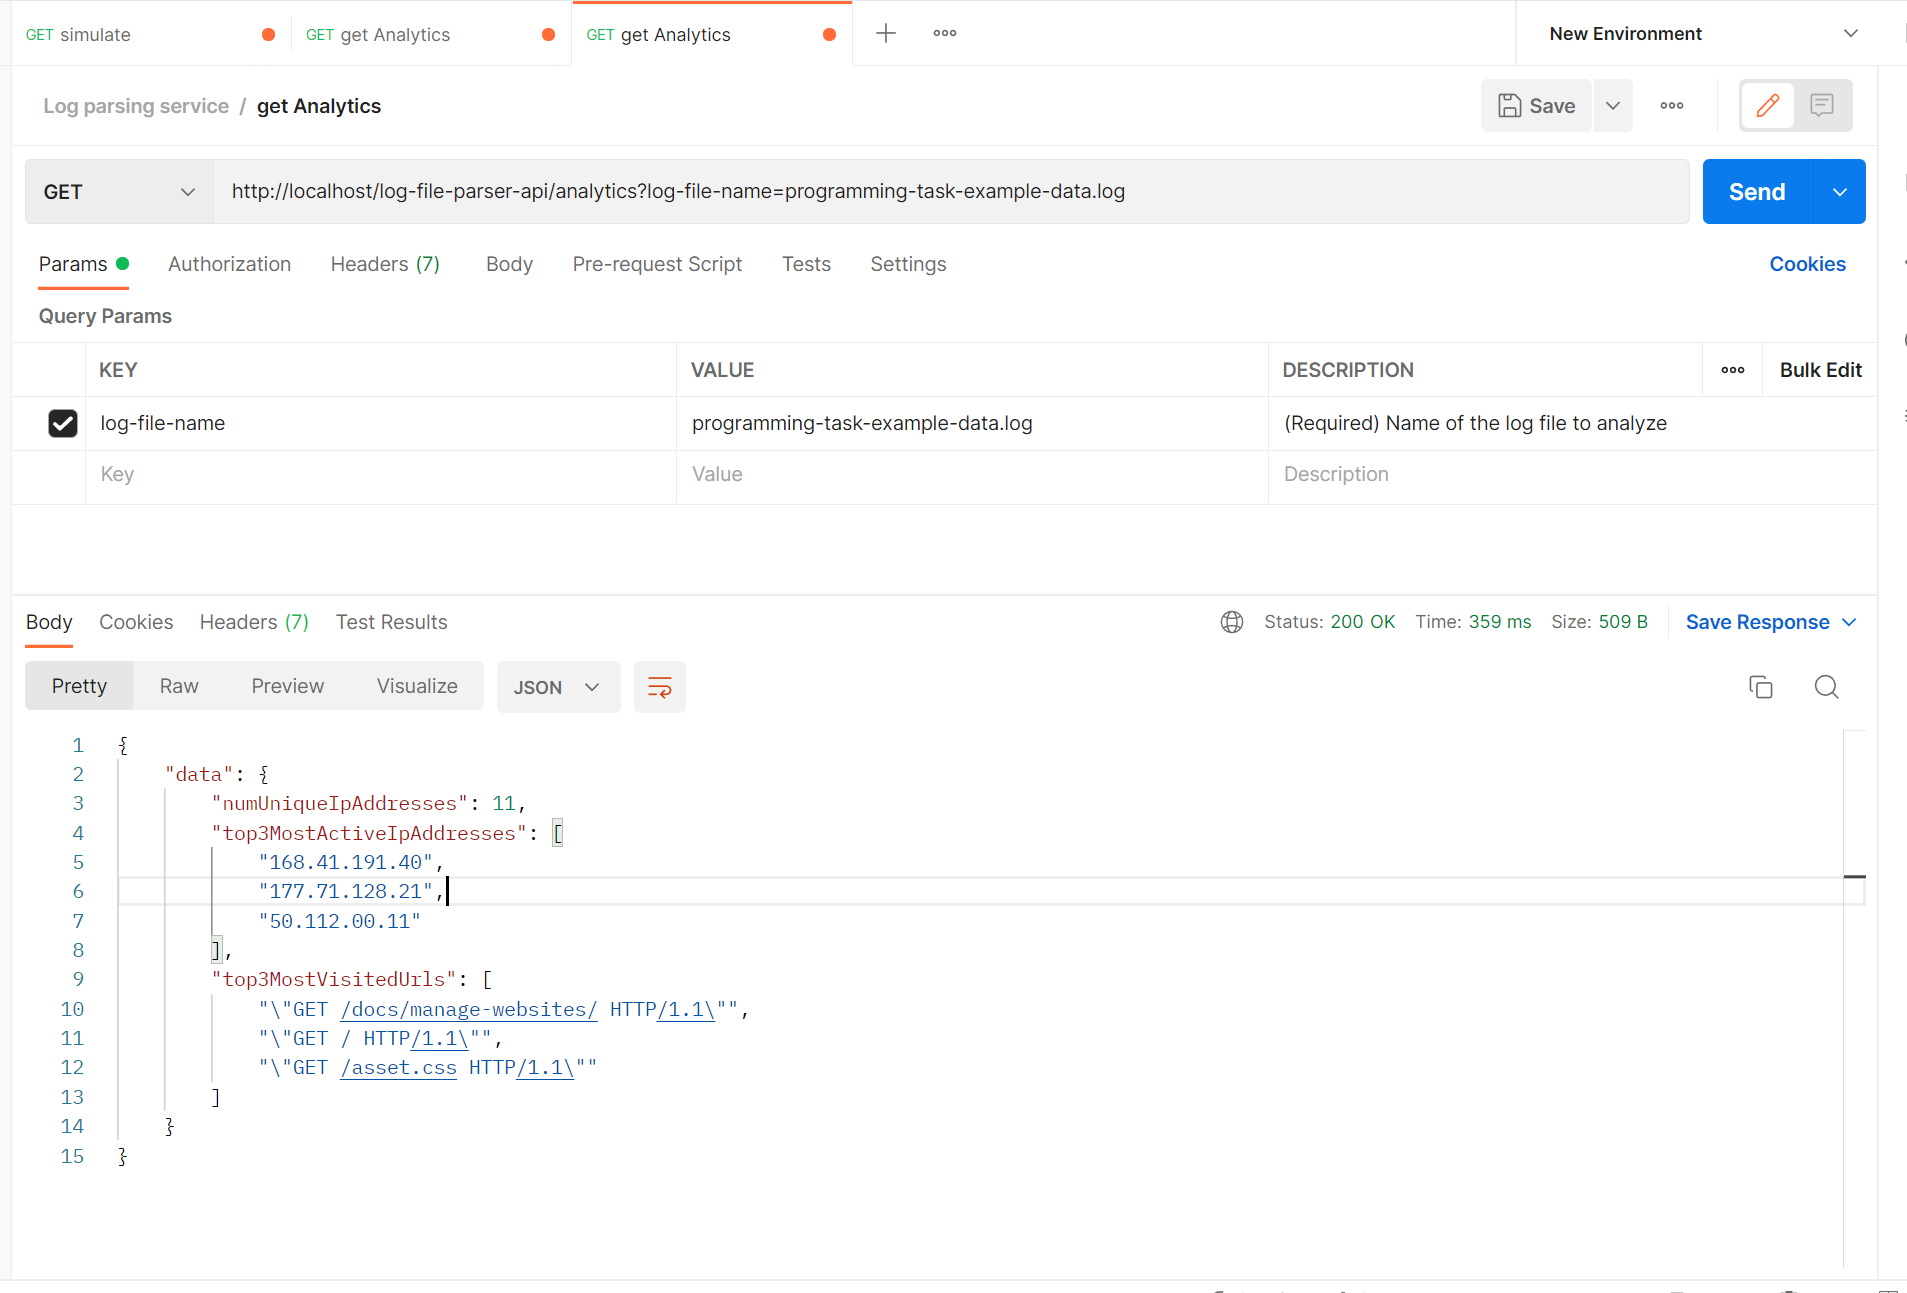 GET simulate GET get Analytics GET get Analytics New Environment
Log parsing service / get Analytics Save
GET http://localhost/log-file-parser-api/analytics?log-file-name=programming-task-example-data.log Send
Params Authorization Headers (7) Body Pre-request Script Tests Settings Cookies
Query Params
KEY VALUE DESCRIPTION Bulk Edit
log-file-name programming-task-example-data.log (Required) Name of the log file to analyze
Key Value Description
Body Cookies Headers (7) Test Results Status: 200 OK Time: 359 ms Size: 509 B Save Response
Pretty Raw Preview Visualize JSON
1 {
2 "data": {
3 "numUniqueIpAddresses": 11,
4 "top3MostActiveIpAddresses": [
5 "168.41.191.40",
6 "177.71.128.21",
7 "50.112.00.11"
8 ],
9 "top3MostVisitedUrls": [
10 "\"GET /docs/manage-websites/ HTTP/1.1\"",
11 "\"GET / HTTP/1.1\"",
12 "\"GET /asset.css HTTP/1.1\""
13 ]
14 }
15 }